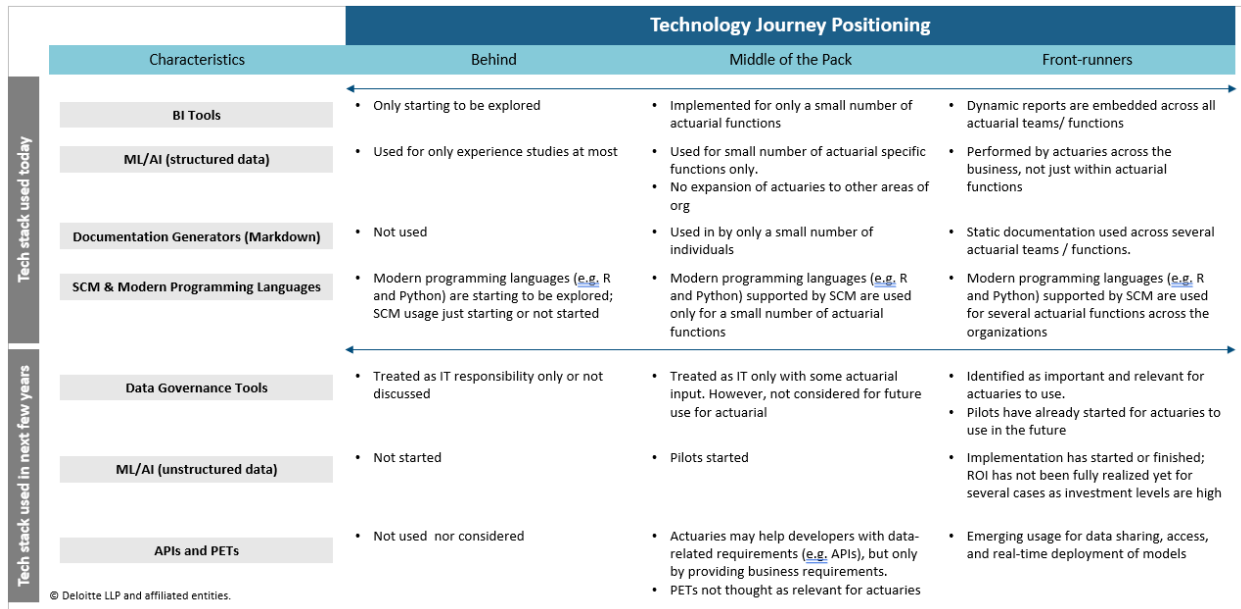 Technology Journey Positioning
Characteristics
Behind
Middle of the Pack
Front-runners
Tech stack used today
BI Tools
• Only starting to be explored
• Implemented for only a small number of
actuarial functions
• Dynamic reports are embedded across all
actuarial teams/ functions
ML/AI (structured data)
• Used for only experience studies at most
• Used for small number of actuarial specific
functions only.
• No expansion of actuaries to other areas of
org
• Performed by actuaries across the
business, not just within actuarial
functions
Documentation Generators (Markdown)
• Not used
• Used in by only a small number of
individuals
• Static documentation used across several
actuarial teams / functions.
SCM & Modern Programming Languages
• Modern programming languages (e.g. R
and Python) are starting to be explored;
SCM usage just starting or not started
• Modern programming languages (e.g. R
and Python) supported by SCM are used
only for a small number of actuarial
functions
• Modern programming languages (e.g. R
and Python) supported by SCM are used
for several actuarial functions across the
organizations
Tech stack used in next few years
Data Governance Tools
• Treated as IT responsibility only or not
discussed
• Treated as IT only with some actuarial
input. However, not considered for future
use for actuarial
• Identified as important and relevant for
actuaries to use.
• Pilots have already started for actuaries to
use in the future
ML/AI (unstructured data)
• Not started
• Pilots started
• Implementation has started or finished;
ROI has not been fully realized yet for
several cases as investment levels are high
APIs and PETs
• Not used nor considered
• Actuaries may help developers with data-
related requirements (e.g. APIs), but only
by providing business requirements.
• PETs not thought as relevant for actuaries
• Emerging usage for data sharing, access,
and real-time deployment of models
© Deloitte LLP and affiliated entities.